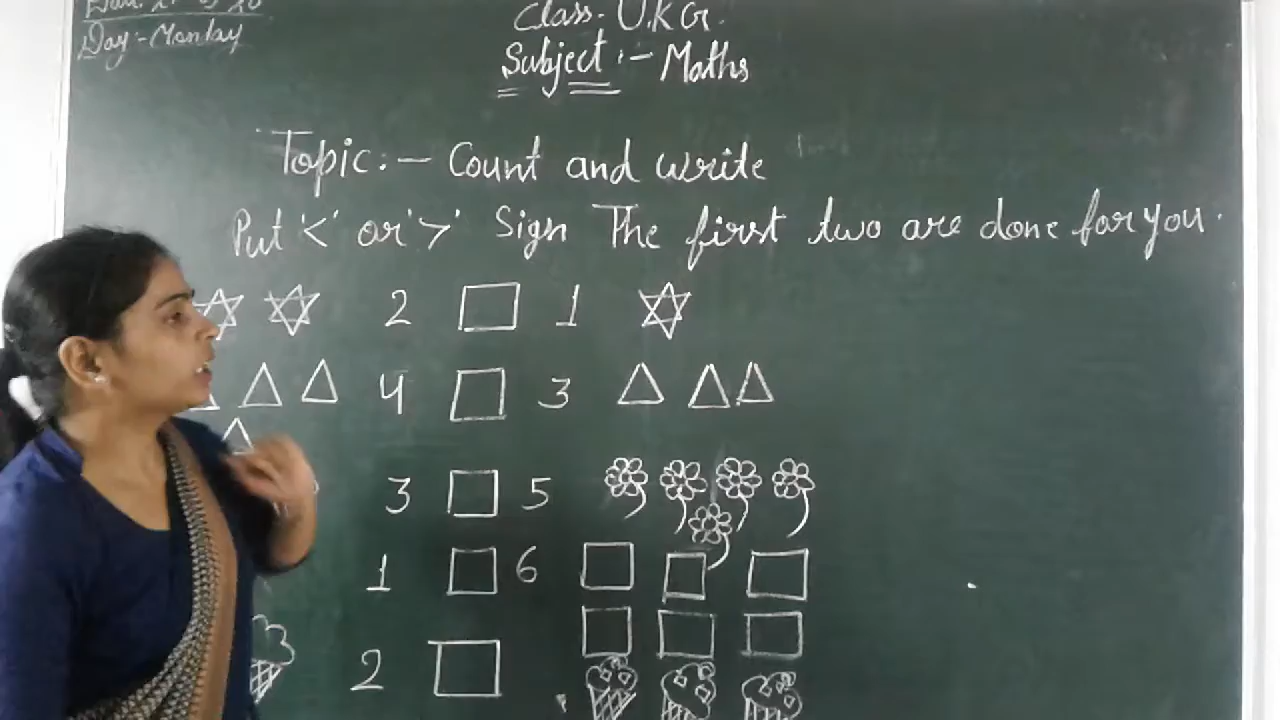 Day:- Monday
Class- U.K.G.
Subject:- Maths
Topic:- Count and write
Put '<' or '>' Sign The first two are done for you.
2 1
4 3
3 5
1 6
2